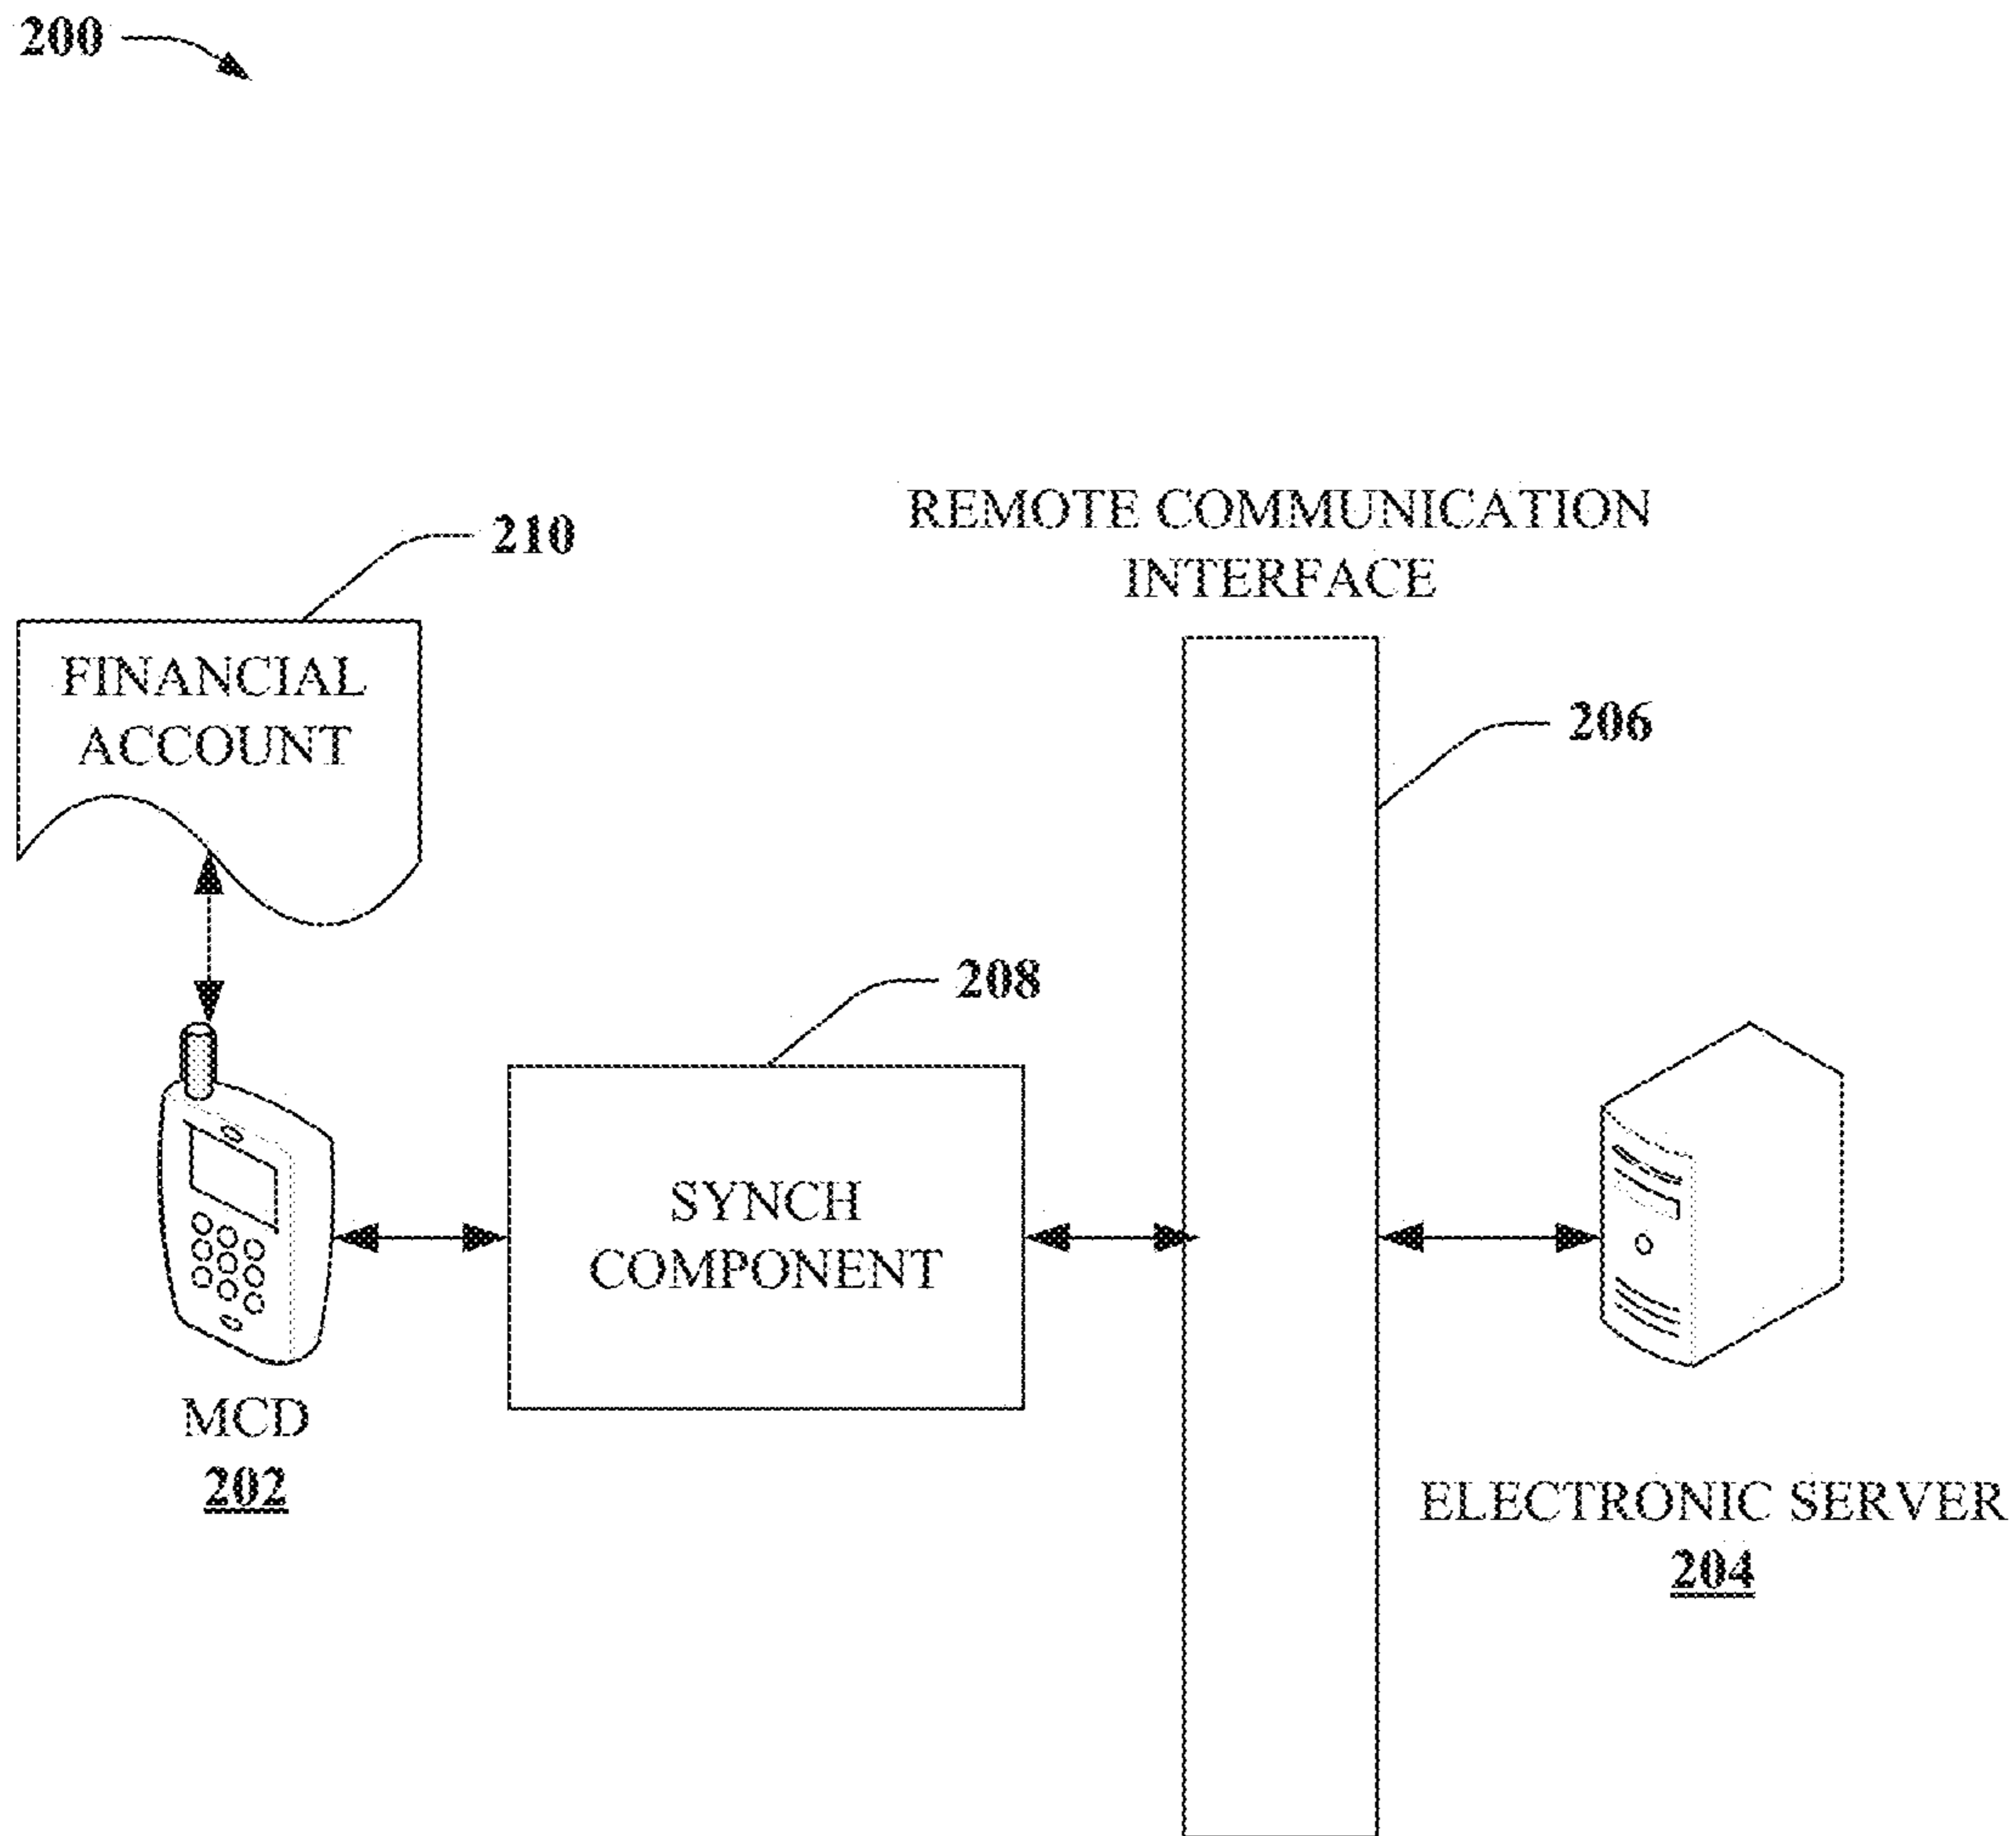 200
REMOTE COMMUNICATION
INTERFACE
210
FINANCIAL
ACCOUNT
206
208
SYNCH
COMPONENT
MCD
202
ELECTRONIC SERVER
204